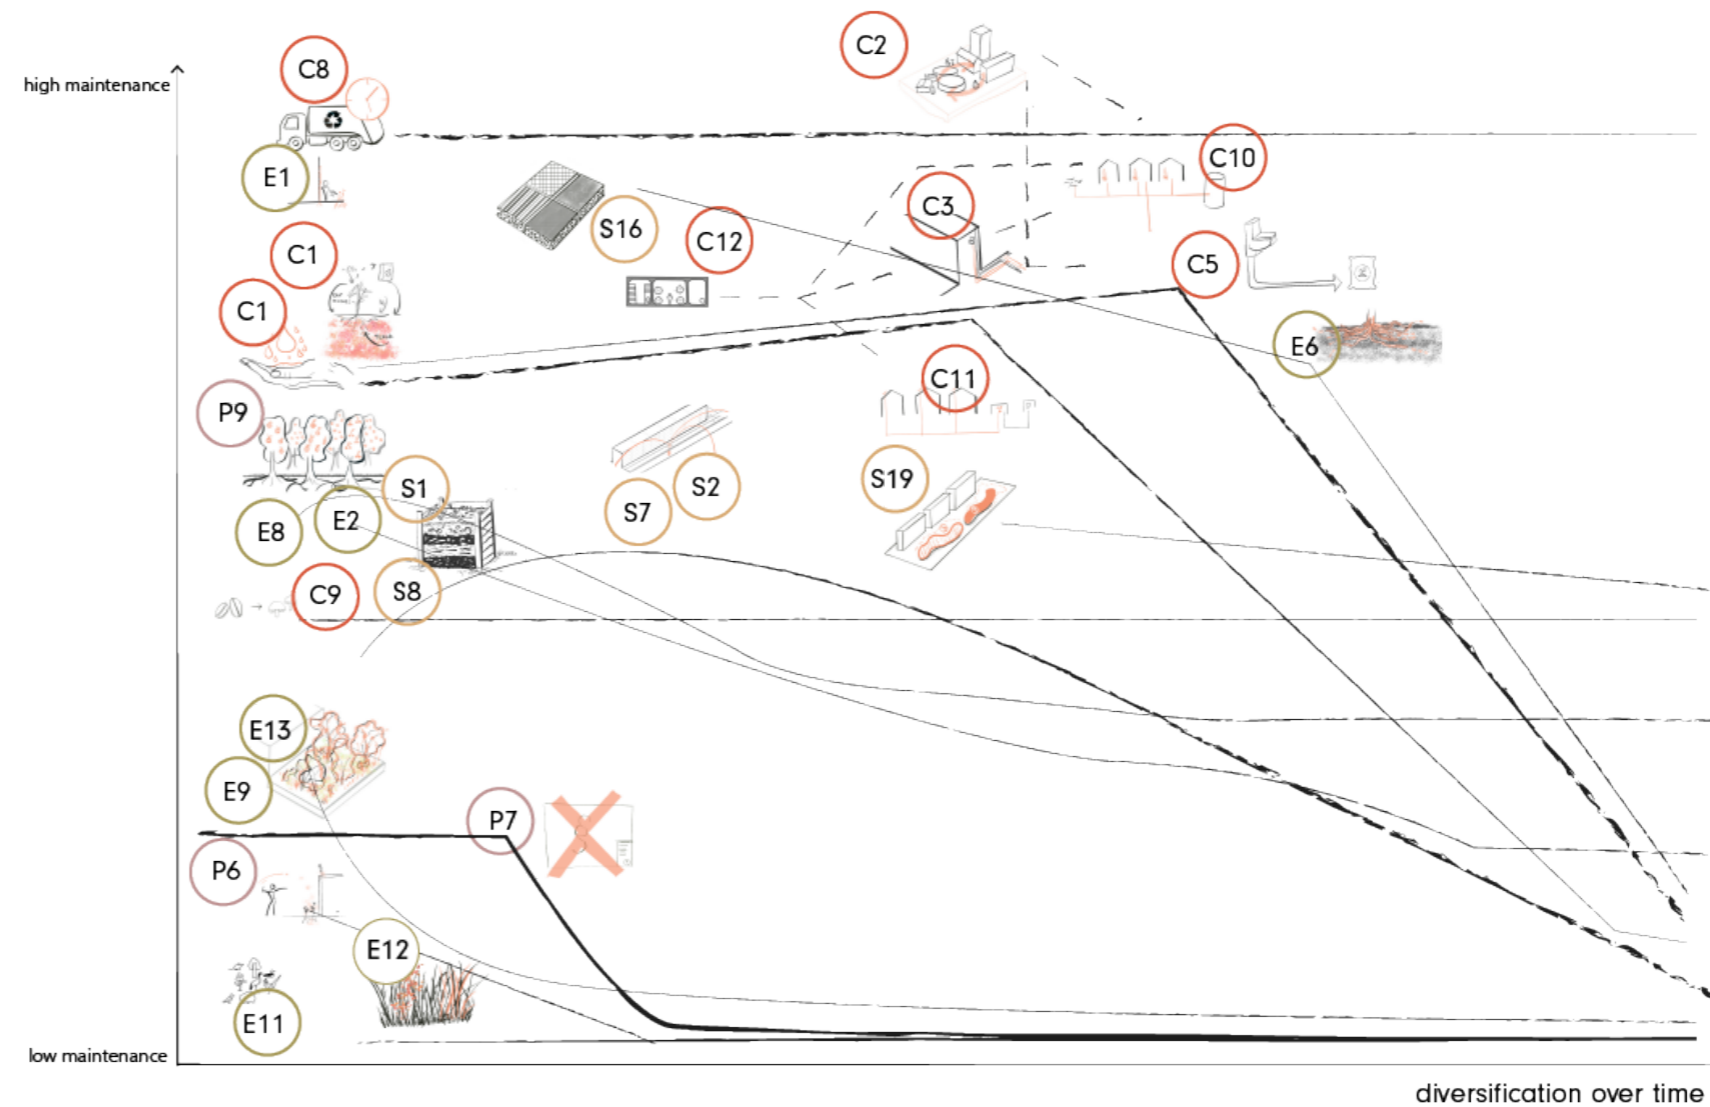 C2
C8
high maintenance
E1
C10
C3
S16
C12
C1
C5
C1
E6
C11
P9
S1
S19
S2
E8
E2
S7
C9
S8
E13
E9
P7
P6
E12
E11
low maintenance
diversification over time